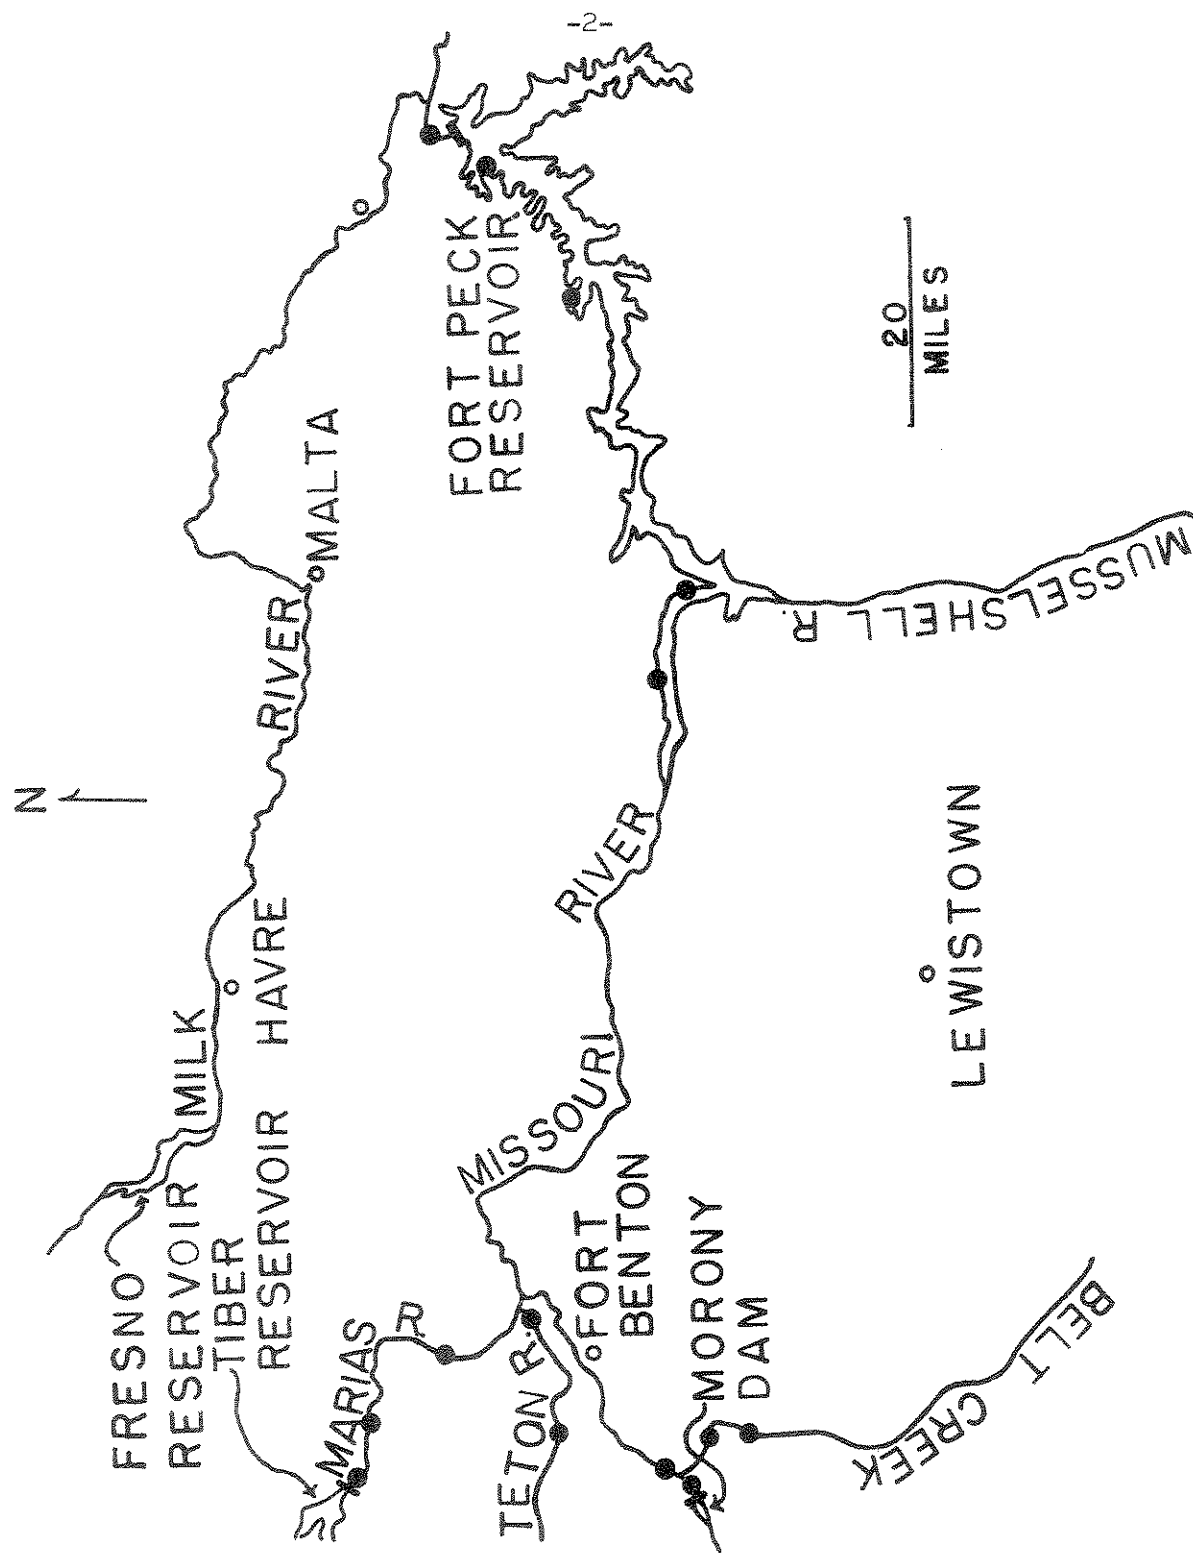 -2-
N
FRESNO
RESERVOIR
TIBER
RESERVOIR
MILK
RIVER
HAVRE
MALTA
FORT PECK
RESERVOIR
MARIAS
R.
TETON R.
MISSOURI
RIVER
FORT
BENTON
MORONY
DAM
LEWISTOWN
MUSSELSHELL R.
BELT
CREEK
20
MILES